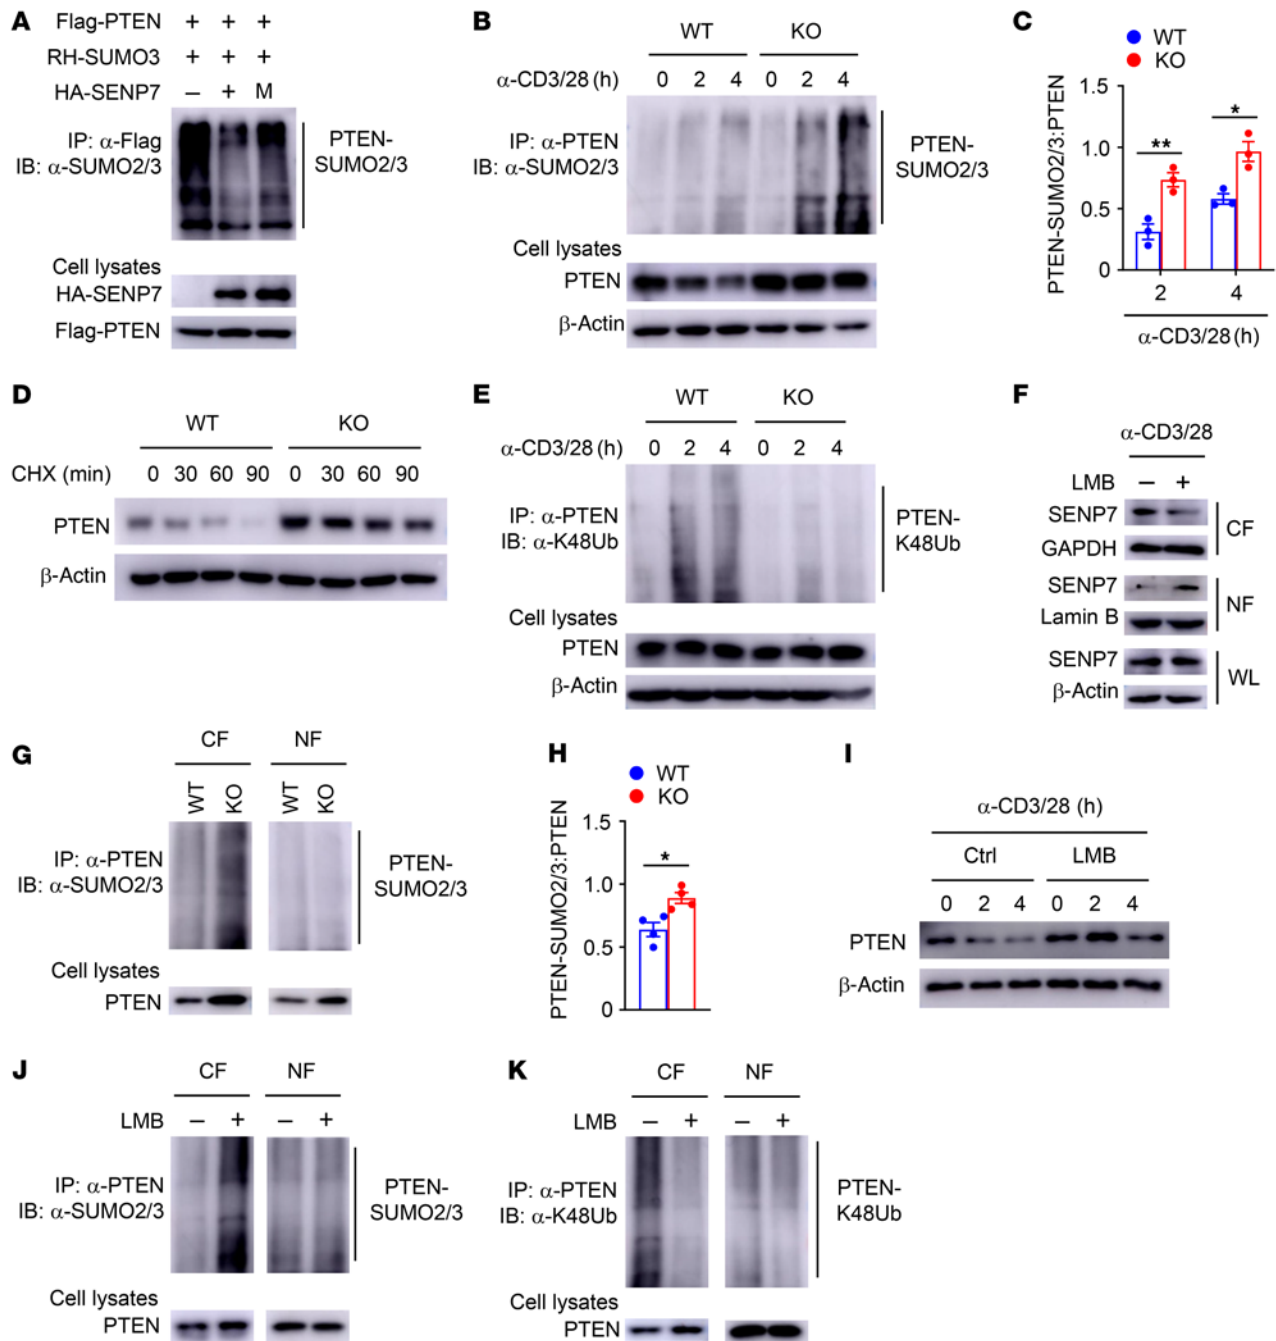 A
Flag-PTEN + + +
RH-SUMO3 + + +
HA-SENP7 – + M
IP: α-Flag
IB: α-SUMO2/3
PTEN-
SUMO2/3
Cell lysates
HA-SENP7
Flag-PTEN
B
WT KO
α-CD3/28 (h) 0 2 4 0 2 4
IP: α-PTEN
IB: α-SUMO2/3
PTEN-
SUMO2/3
Cell lysates
PTEN
β-Actin
C
WT
KO
PTEN-SUMO2/3:PTEN
1.5
1.0
0.5
0
**
*
2 4
α-CD3/28 (h)
D
WT KO
CHX (min) 0 30 60 90 0 30 60 90
PTEN
β-Actin
E
WT KO
α-CD3/28 (h) 0 2 4 0 2 4
IP: α-PTEN
IB: α-K48Ub
PTEN-
K48Ub
Cell lysates
PTEN
β-Actin
F
α-CD3/28
LMB – +
SENP7
GAPDH
CF
SENP7
Lamin B
NF
SENP7
β-Actin
WL
G
CF NF
WT KO WT KO
IP: α-PTEN
IB: α-SUMO2/3
PTEN-
SUMO2/3
Cell lysates
PTEN
H
WT
KO
PTEN-SUMO2/3:PTEN
1.5
1.0
0.5
0
*
I
α-CD3/28 (h)
Ctrl LMB
0 2 4 0 2 4
PTEN
β-Actin
J
CF NF
LMB – + – +
IP: α-PTEN
IB: α-SUMO2/3
PTEN-
SUMO2/3
Cell lysates
PTEN
K
CF NF
LMB – + – +
IP: α-PTEN
IB: α-K48Ub
PTEN-
K48Ub
Cell lysates
PTEN